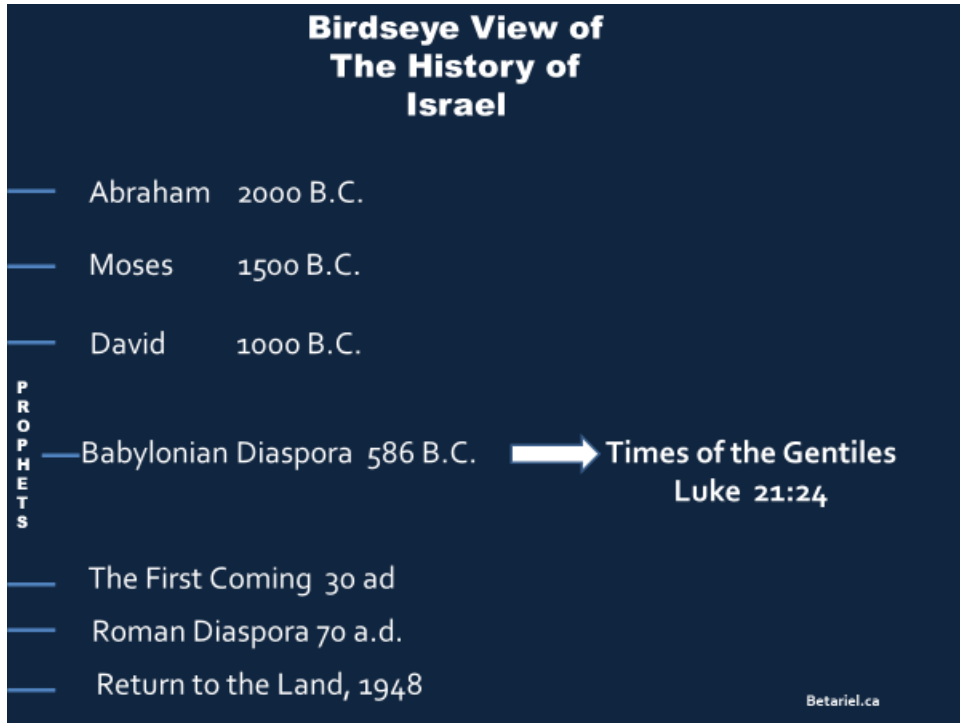 Birdseye View of
The History of
Israel
Abraham 2000 B.C.
Moses 1500 B.C.
David 1000 B.C.
PROPHETS
Babylonian Diaspora 586 B.C. Times of the Gentiles
Luke 21:24
The First Coming 30 ad
Roman Diaspora 70 a.d.
Return to the Land, 1948
Betariel.ca